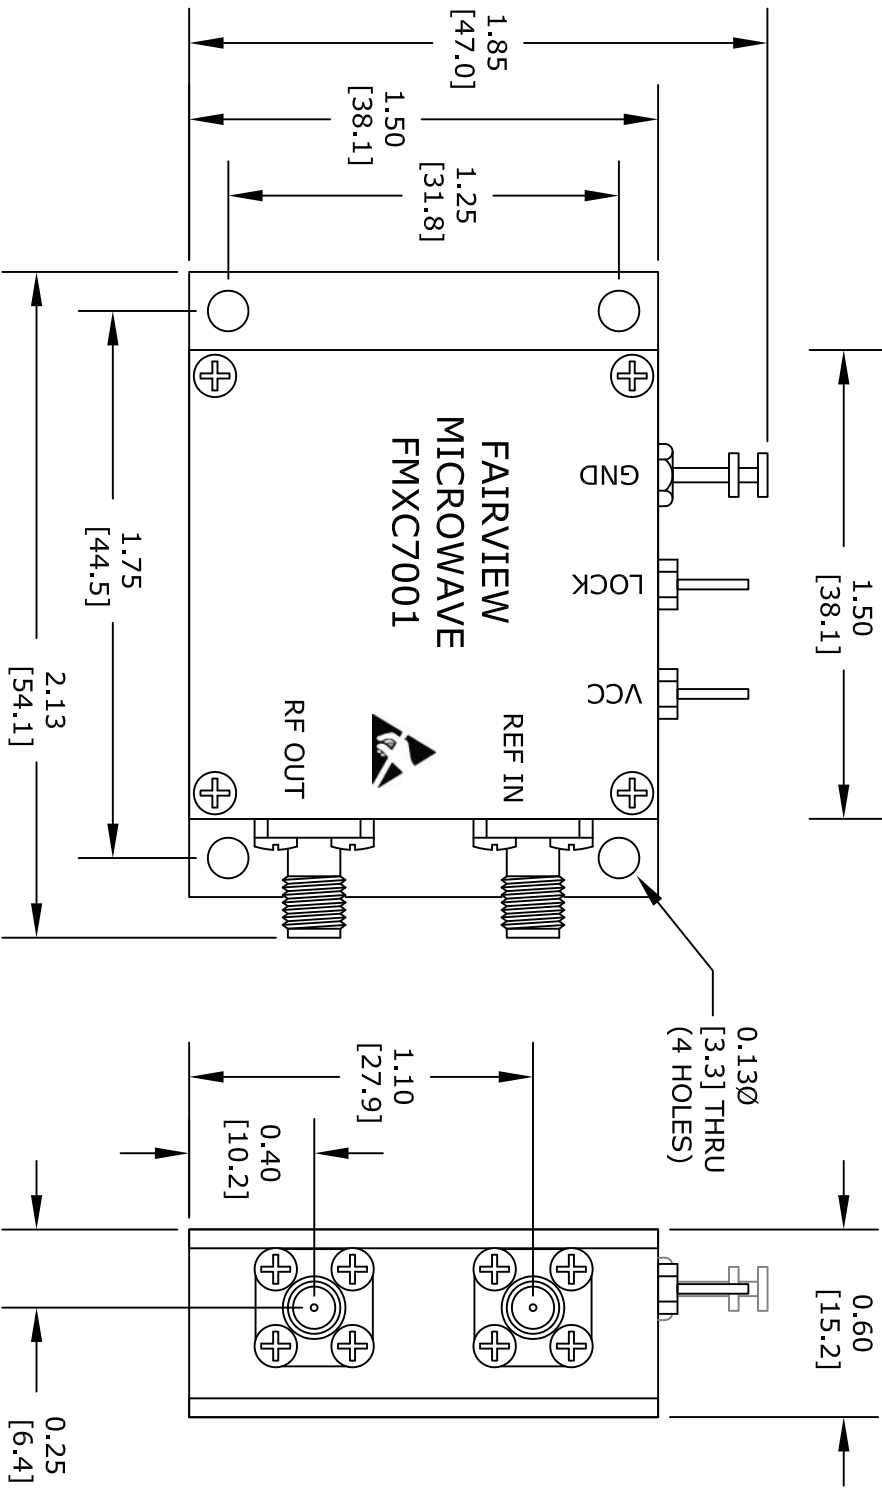 1.85
[47.0]
1.50
[38.1]
1.25
[31.8]
1.50
[38.1]
GND
LOCK
VCC
FAIRVIEW
MICROWAVE
FMXC7001
REF IN
RF OUT
1.75
[44.5]
2.13
[54.1]
0.13Ø
[3.3] THRU
(4 HOLES)
1.10
[27.9]
0.40
[10.2]
0.60
[15.2]
0.25
[6.4]